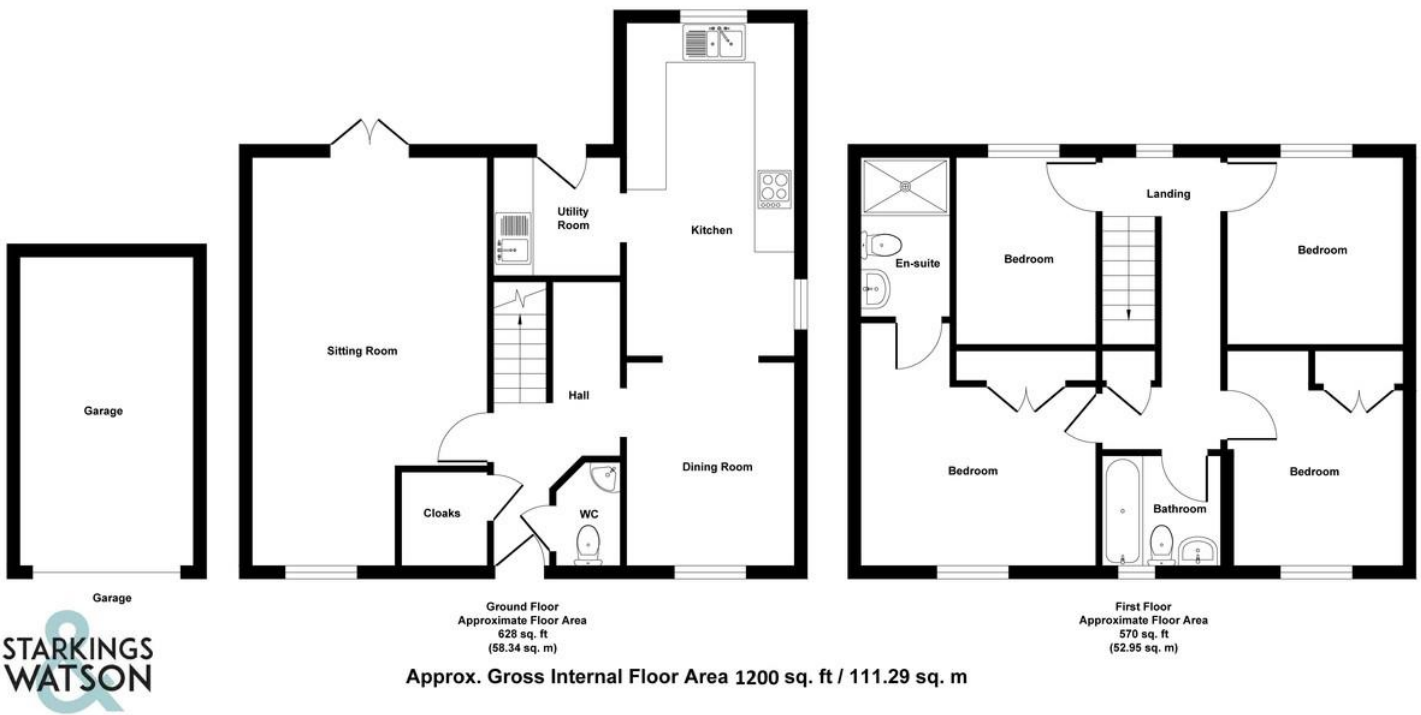 Garage
Garage
Sitting Room
Cloaks
Utility
Room
Hall
WC
Kitchen
Dining Room
Ground Floor
Approximate Floor Area
628 sq. ft
(58.34 sq. m)
En-suite
Bedroom
Landing
Bedroom
Bedroom
Bathroom
Bedroom
First Floor
Approximate Floor Area
570 sq. ft
(52.95 sq. m)
&
STARKINGS
WATSON
Approx. Gross Internal Floor Area 1200 sq. ft / 111.29 sq. m